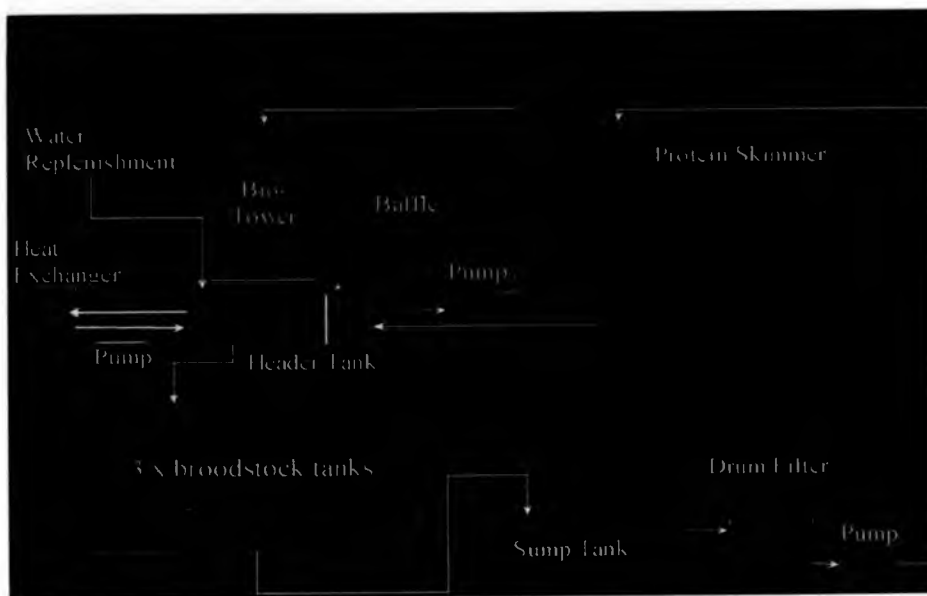 Water
Replenishment
Protein Skimmer
Bio-
Tower
Baffle
Heat
Exchanger
Pumps
Pump
Header Tank
3 x broodstock tanks
Drum Filter
Sump Tank
Pump